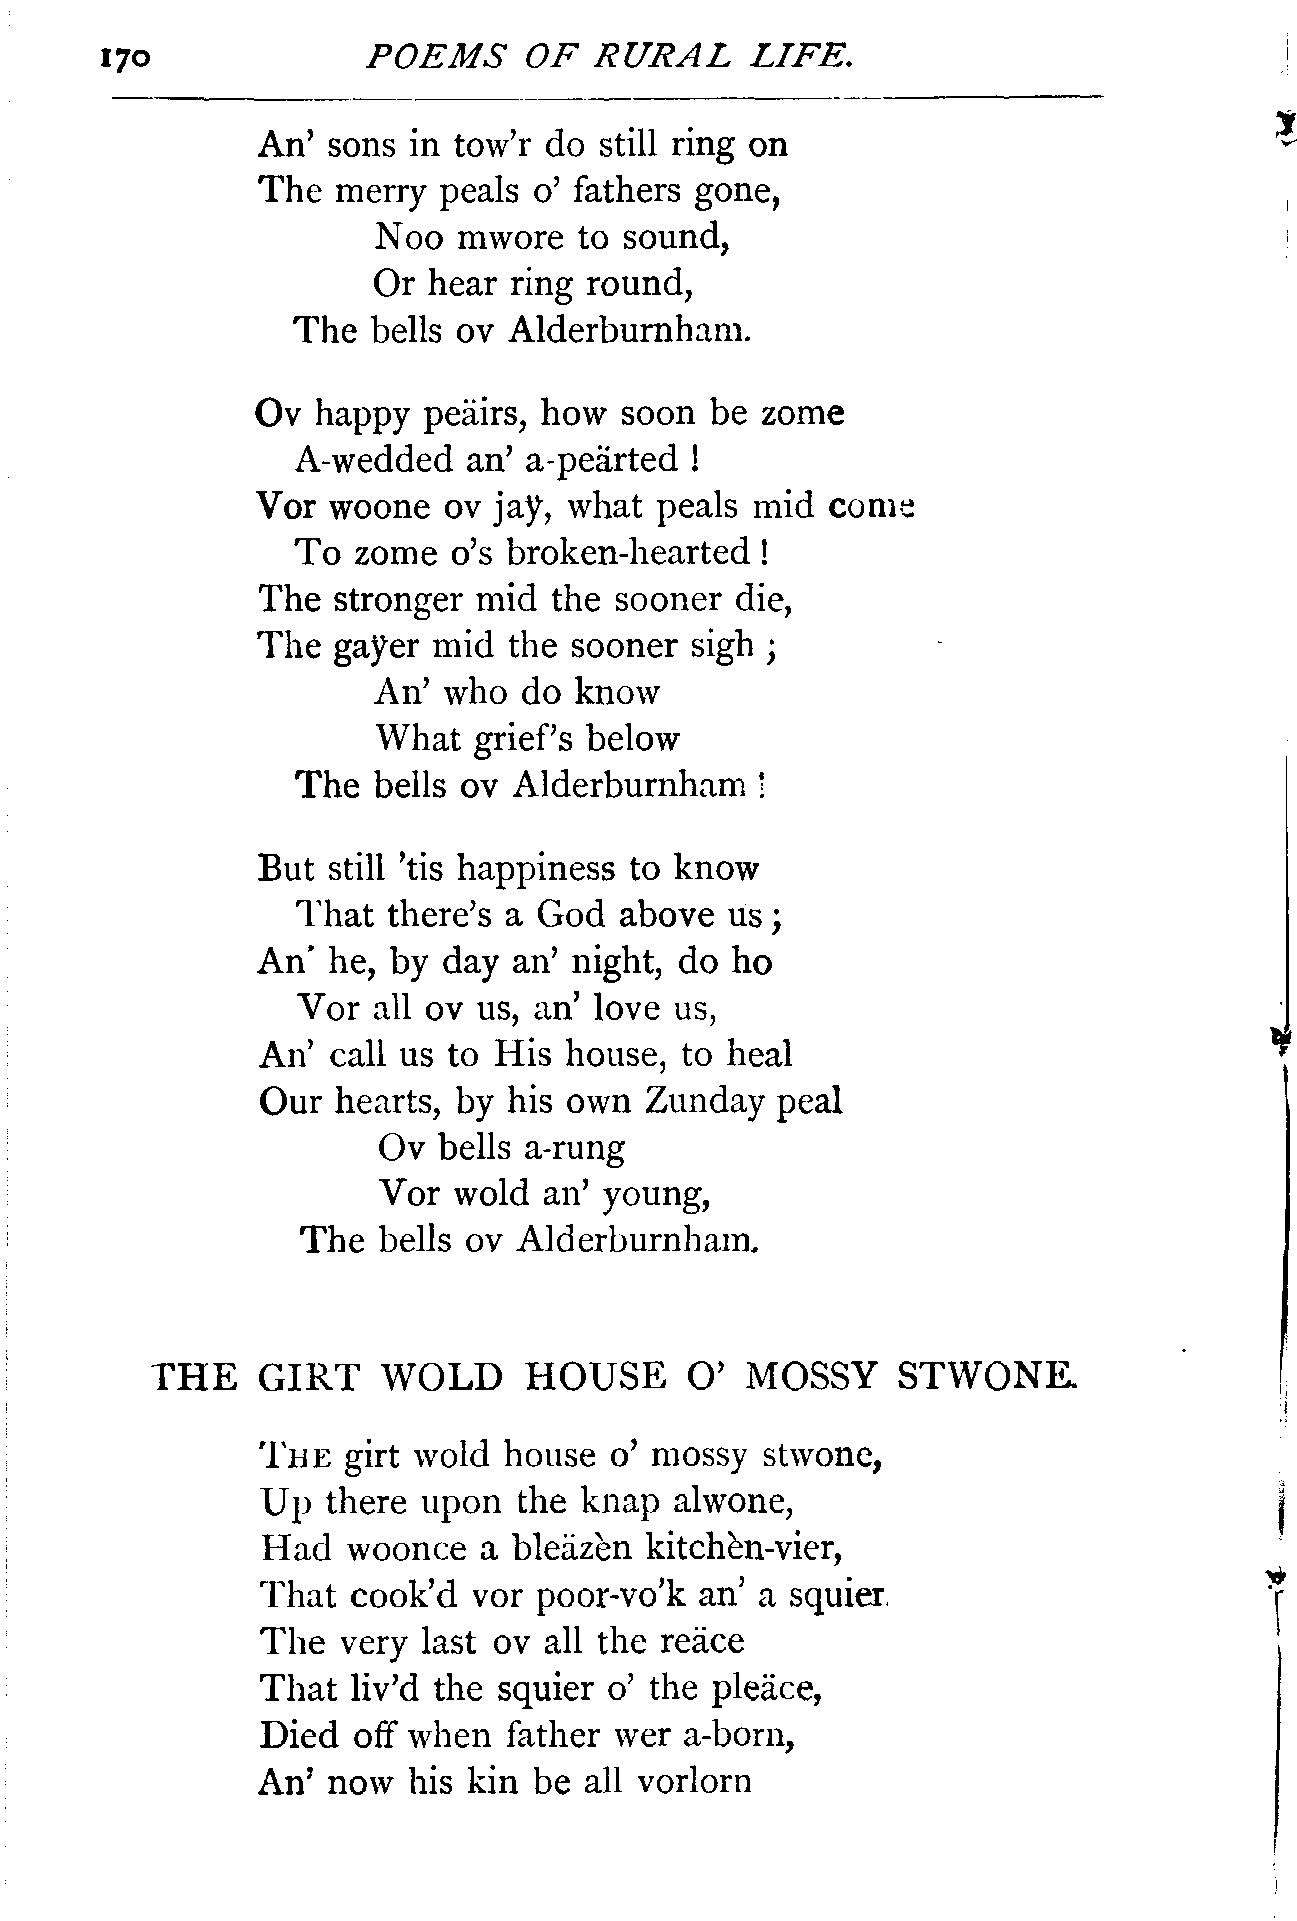 170 POEMS OF RURAL LIFE.
An' sons in tow'r do still ring on
The merry peals o' fathers gone,
Noo mwore to sound,
Or hear ring round,
The bells ov Alderburnham.
Ov happy peäirs, how soon be zome
A-wedded an' a-peärted !
Vor woone ov jaÿ, what peals mid come
To zome o's broken-hearted !
The stronger mid the sooner die,
The gaÿer mid the sooner sigh ;
An' who do know
What grief's below
The bells ov Alderburnham !
But still 'tis happiness to know
That there's a God above us ;
An' he, by day an' night, do ho
Vor all ov us, an' love us,
An' call us to His house, to heal
Our hearts, by his own Zunday peal
Ov bells a-rung
Vor wold an' young,
The bells ov Alderburnham.
THE GIRT WOLD HOUSE O' MOSSY STWONE.
THE girt wold house o' mossy stwone,
Up there upon the knap alwone,
Had woonce a bleäzèn kitchèn-vier,
That cook'd vor poor-vo'k an' a squier.
The very last ov all the reäce
That liv'd the squier o' the pleäce,
Died off when father wer a-born,
An' now his kin be all vorlorn